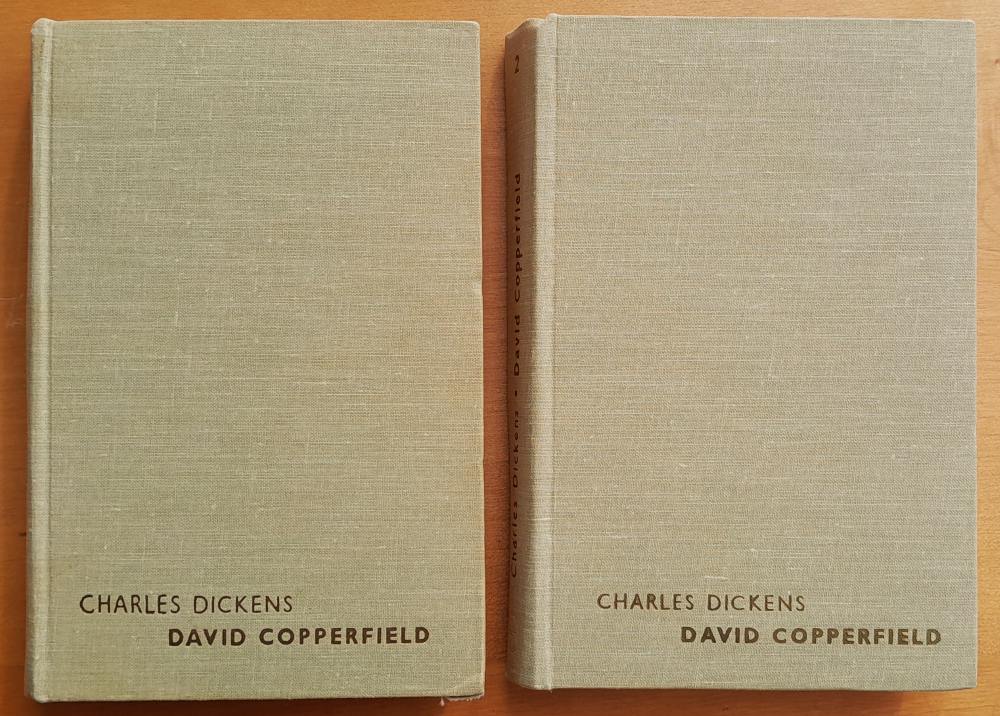 CHARLES DICKENS
DAVID COPPERFIELD
Charles Dickens • David Copperfield 2
CHARLES DICKENS
DAVID COPPERFIELD